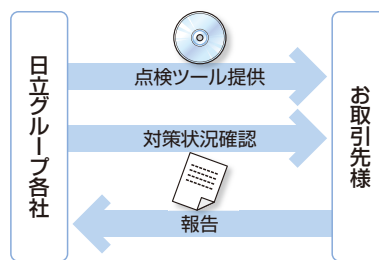 日立グループ各社
点検ツール提供
対策状況確認
報告
お取引先様